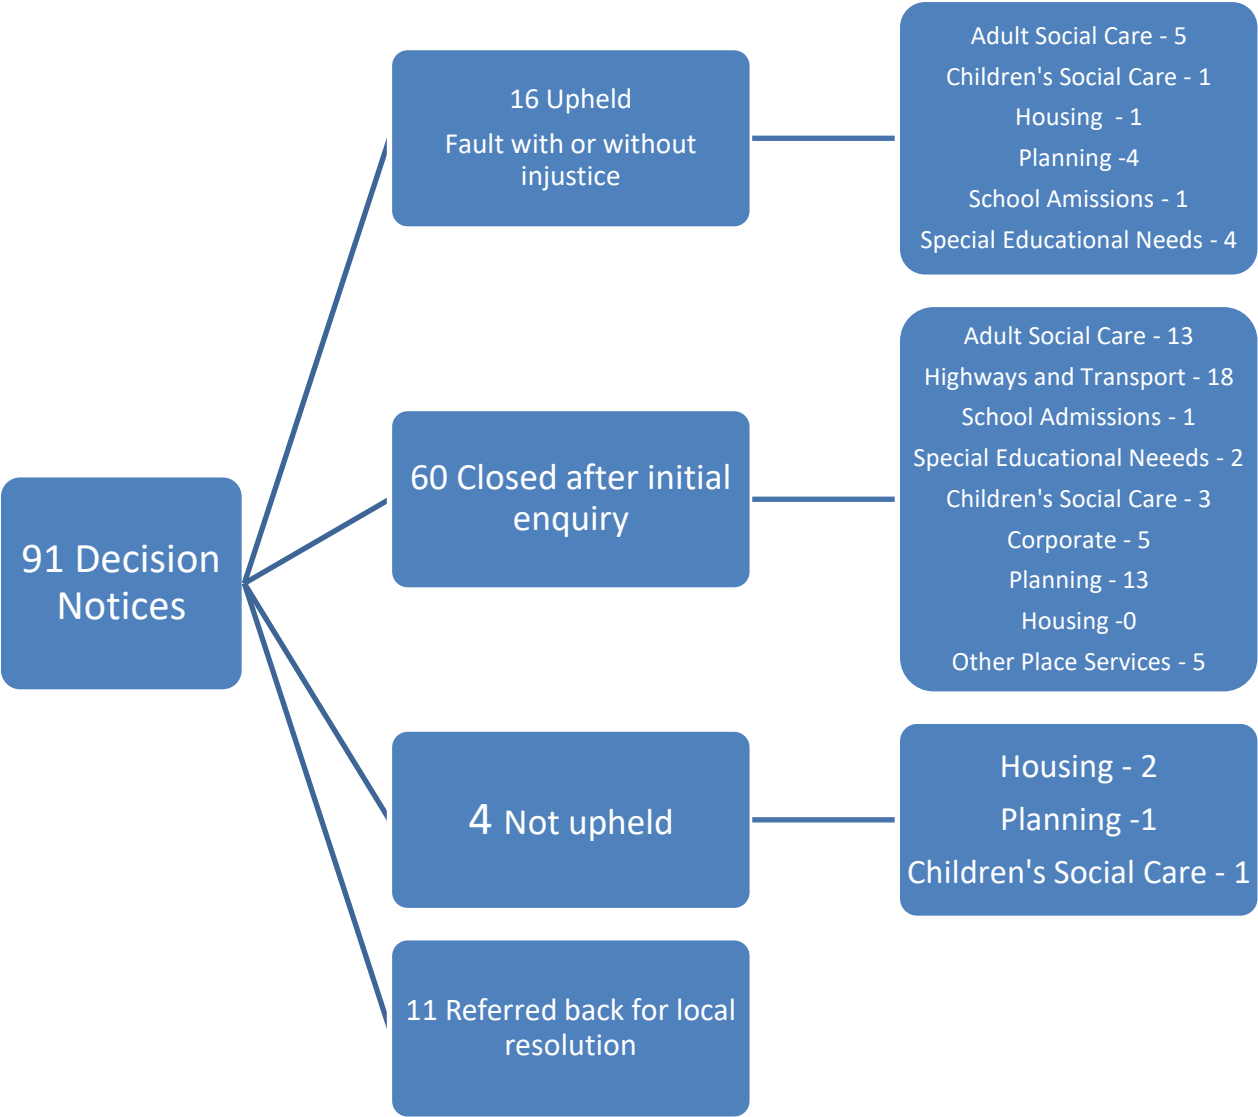 91 Decision
Notices
16 Upheld
Fault with or without
injustice
Adult Social Care - 5
Children's Social Care - 1
Housing  - 1
Planning -4
School Amissions - 1
Special Educational Needs - 4
60 Closed after initial
enquiry
Adult Social Care - 13
Highways and Transport - 18
School Admissions - 1
Special Educational Neeeds - 2
Children's Social Care - 3
Corporate - 5
Planning - 13
Housing -0
Other Place Services - 5
4 Not upheld
Housing - 2
Planning -1
Children's Social Care - 1
11 Referred back for local
resolution